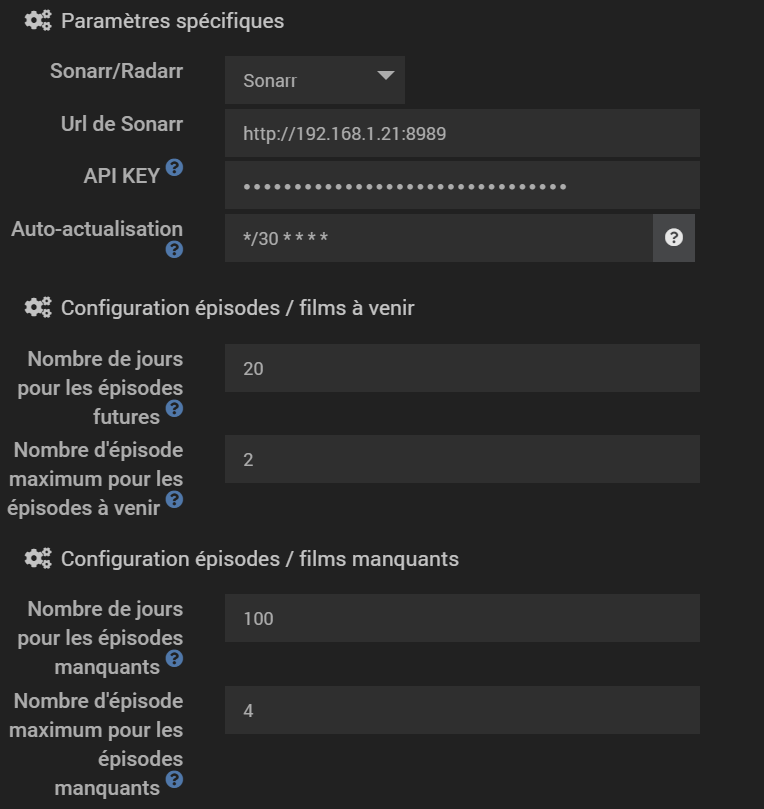 Paramètres spécifiques
Sonarr/Radarr
Sonarr
Url de Sonarr
http://192.168.1.21:8989
API KEY ?
••••••••••••••••••••••••••••••••
Auto-actualisation
?
*/30 * * * *
?
Configuration épisodes / films à venir
Nombre de jours
pour les épisodes
futures ?
20
Nombre d'épisode
maximum pour les
épisodes à venir ?
2
Configuration épisodes / films manquants
Nombre de jours
pour les épisodes
manquants ?
100
Nombre d'épisode
maximum pour les
épisodes
manquants ?
4